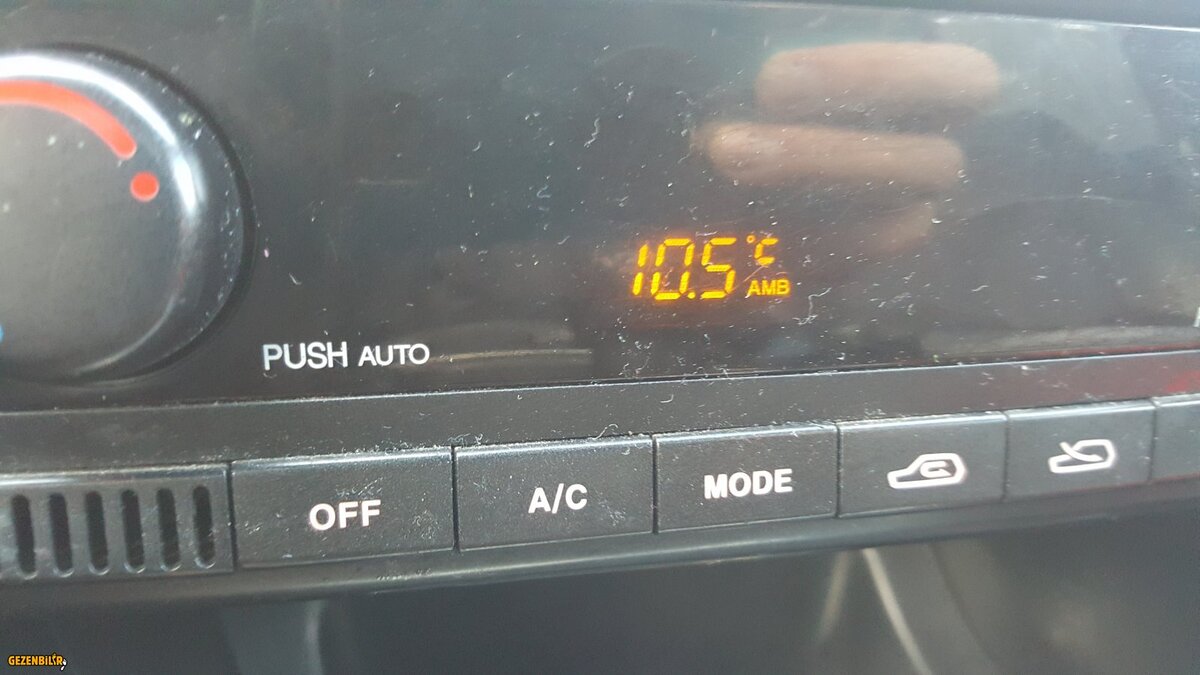 10.5°C
AMB
PUSH AUTO
OFF
A/C
MODE
GEZENBILIR